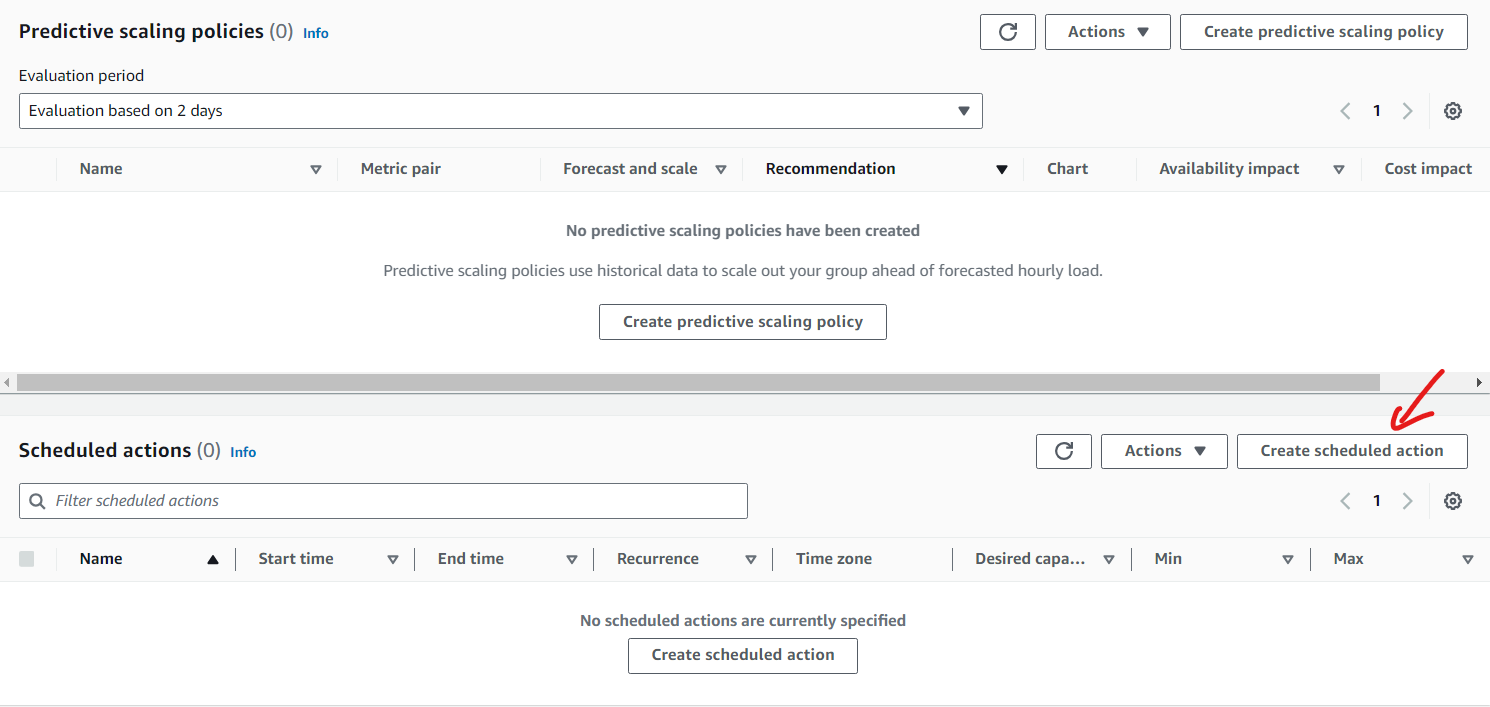 Predictive scaling policies (0) Info
Actions
Create predictive scaling policy
Evaluation period
Evaluation based on 2 days
1
Name Metric pair Forecast and scale Recommendation Chart Availability impact Cost impact
No predictive scaling policies have been created
Predictive scaling policies use historical data to scale out your group ahead of forecasted hourly load.
Create predictive scaling policy
Scheduled actions (0) Info
Actions
Create scheduled action
Filter scheduled actions
1
Name Start time End time Recurrence Time zone Desired capa... Min Max
No scheduled actions are currently specified
Create scheduled action